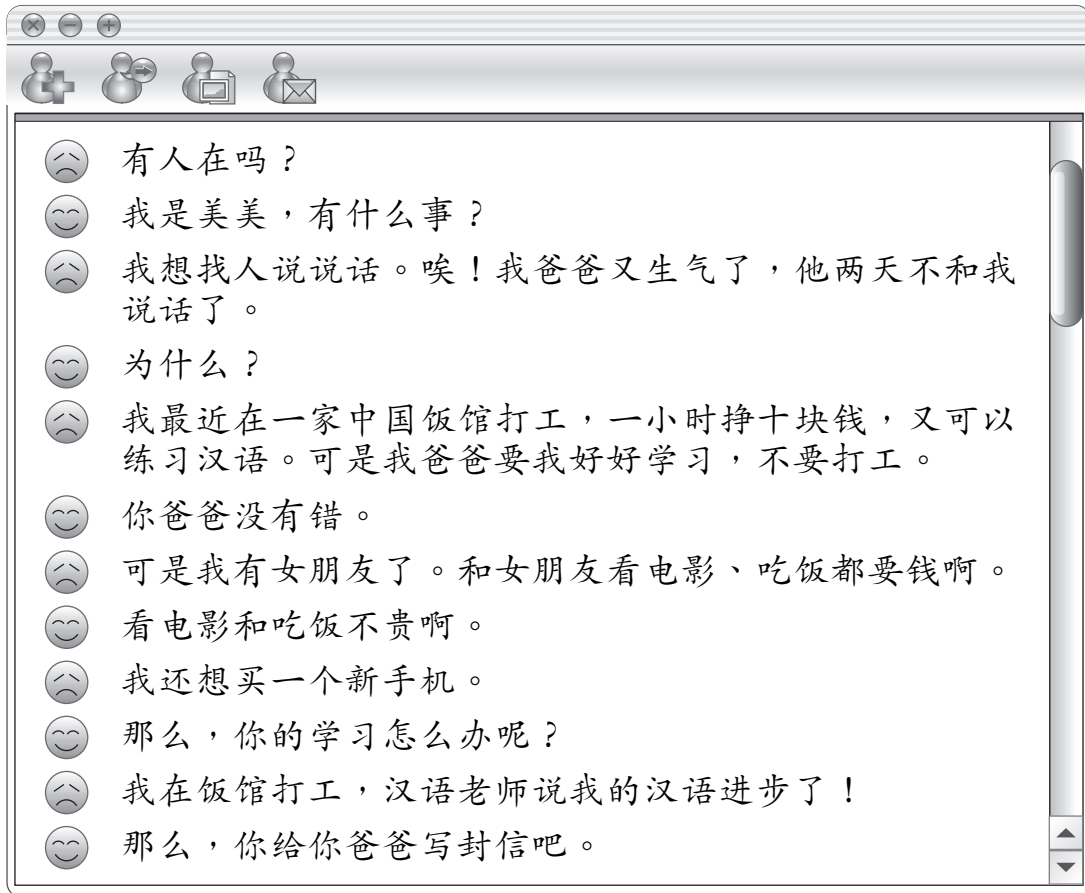 有人在吗？
我是美美，有什么事？
我想找人说说话。唉！我爸爸又生气了，他两天不和我
说话了。
为什么？
我最近在一家中国饭馆打工，一小时挣十块钱，又可以
练习汉语。可是我爸爸要我好好学习，不要打工。
你爸爸没有错。
可是我有女朋友了。和女朋友看电影、吃饭都要钱啊。
看电影和吃饭不贵啊。
我还想买一个新手机。
那么，你的学习怎么办呢？
我在饭馆打工，汉语老师说我的汉语进步了！
那么，你给你爸爸写封信吧。